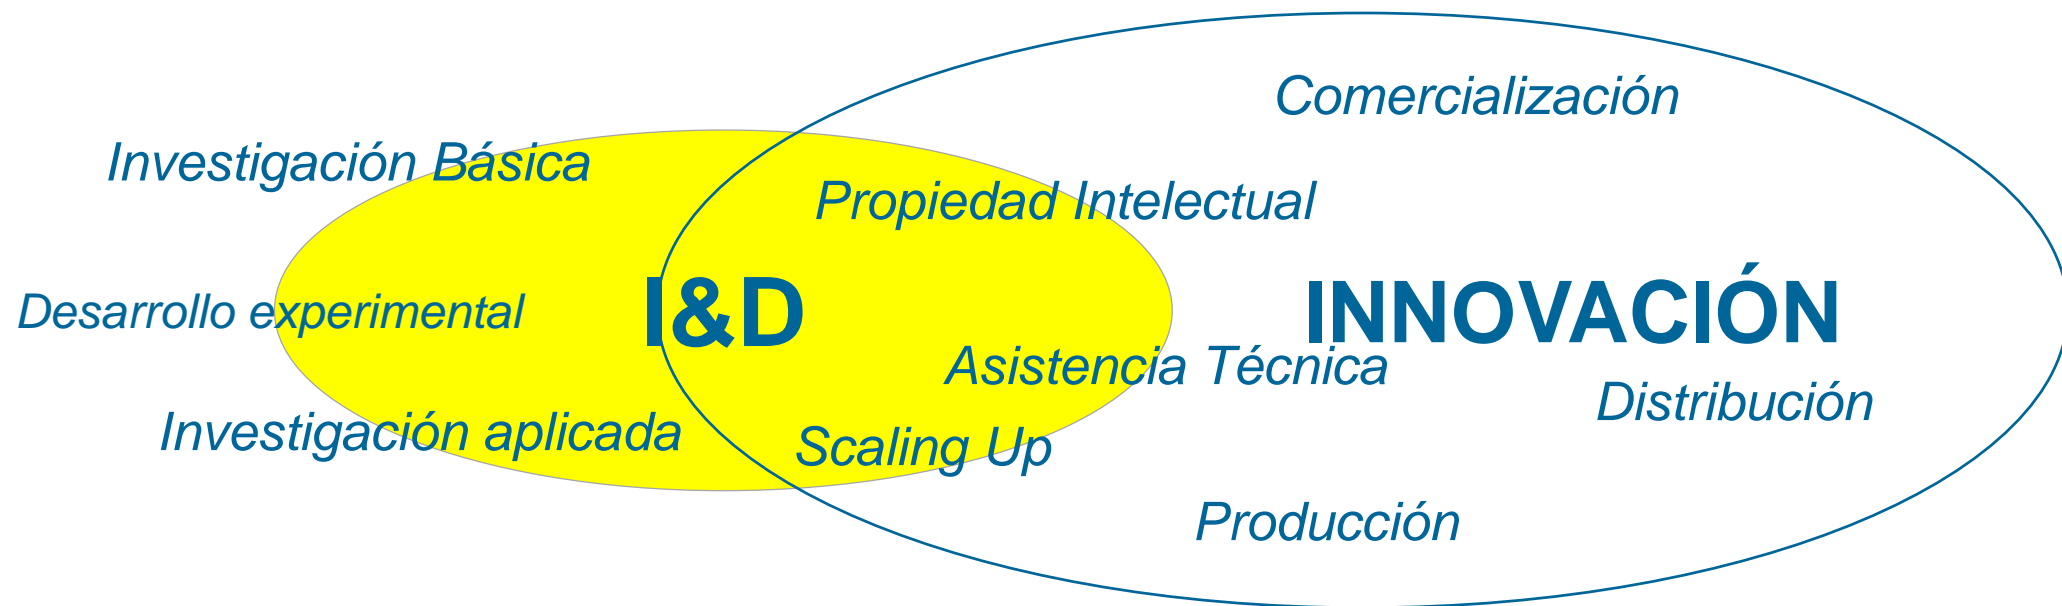 Comercialización
Investigación Básica
Propiedad Intelectual
Desarrollo experimental
I&D
INNOVACIÓN
Asistencia Técnica
Distribución
Investigación aplicada
Scaling Up
Producción